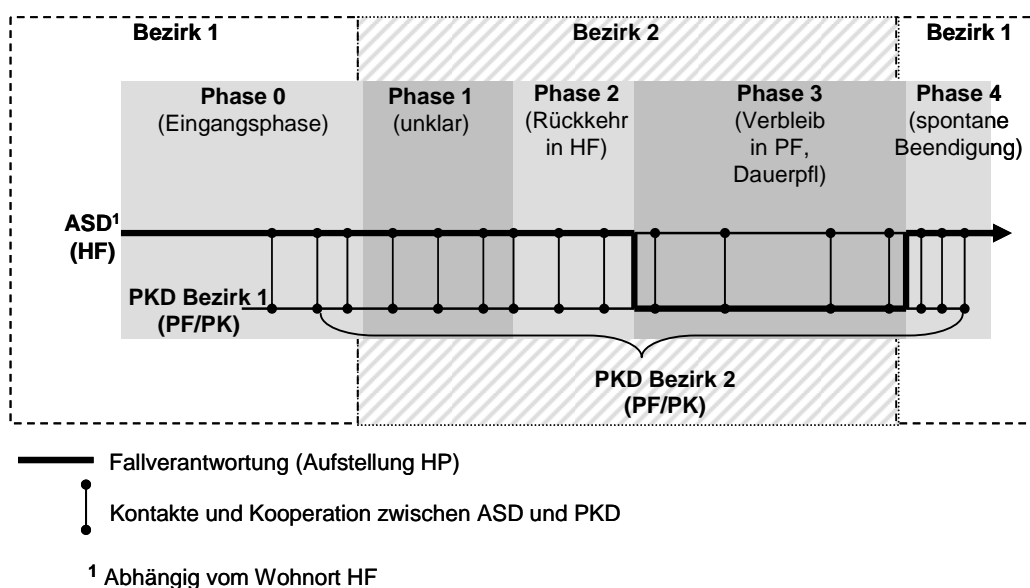 Bezirk 1
Bezirk 2
Bezirk 1
Phase 0
(Eingangsphase)
Phase 1
(unklar)
Phase 2
(Rückkehr
in HF)
Phase 3
(Verbleib
in PF,
Dauerpfl)
Phase 4
(spontane
Beendigung)
ASD¹
(HF)
PKD Bezirk 1
(PF/PK)
PKD Bezirk 2
(PF/PK)
Fallverantwortung (Aufstellung HP)
Kontakte und Kooperation zwischen ASD und PKD
¹ Abhängig vom Wohnort HF